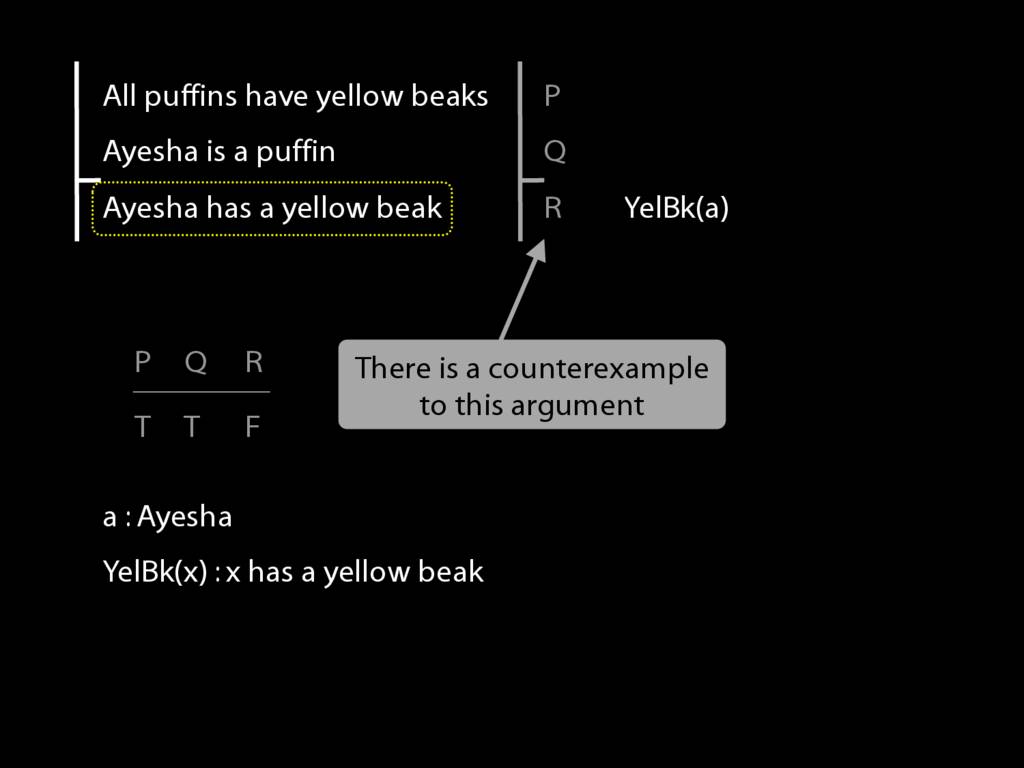 All puffins have yellow beaks P
Ayesha is a puffin Q
Ayesha has a yellow beak R YelBk(a)
P Q R
T T F
There is a counterexample
to this argument
a : Ayesha
YelBk(x) : x has a yellow beak